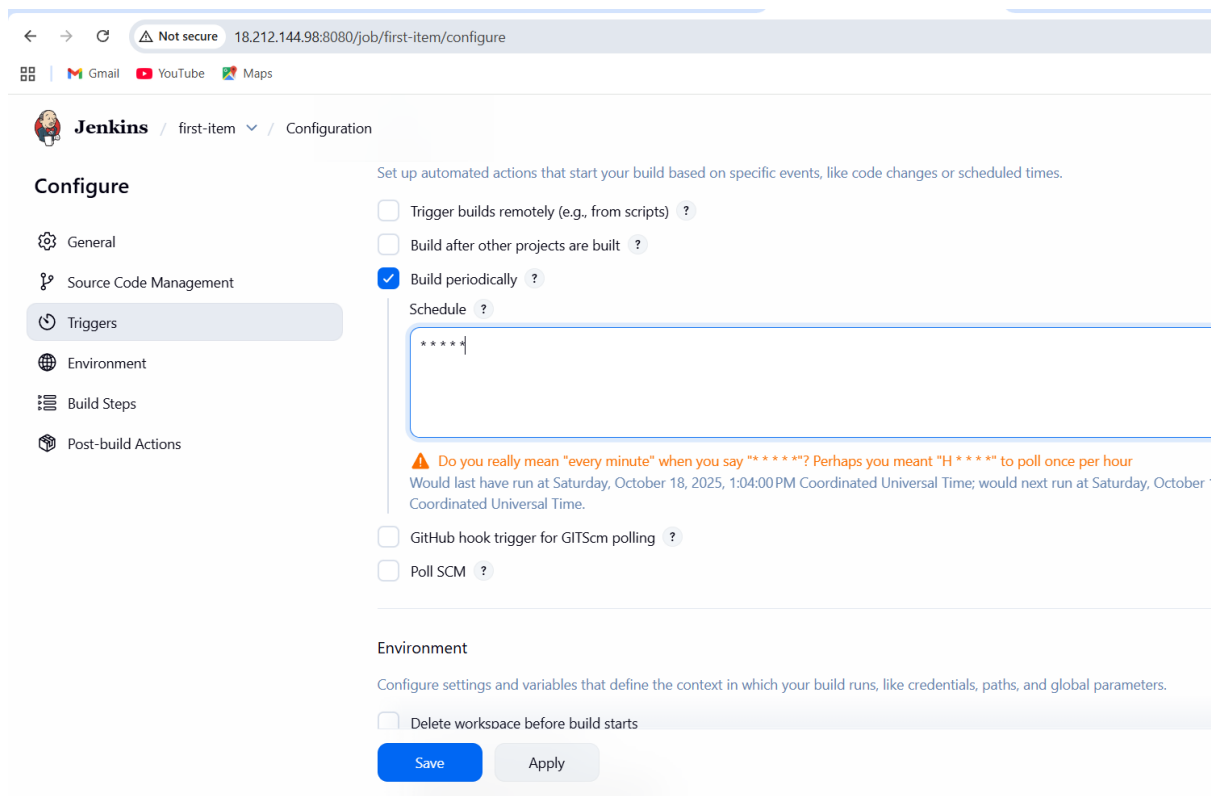 Not secure 18.212.144.98:8080/job/first-item/configure
Gmail YouTube Maps
Jenkins / first-item / Configuration
Configure
General
Source Code Management
Triggers
Environment
Build Steps
Post-build Actions
Set up automated actions that start your build based on specific events, like code changes or scheduled times.
Trigger builds remotely (e.g., from scripts) ?
Build after other projects are built ?
Build periodically ?
Schedule ?
* * * * *
Do you really mean "every minute" when you say "* * * * *"? Perhaps you meant "H * * * *" to poll once per hour
Would last have run at Saturday, October 18, 2025, 1:04:00 PM Coordinated Universal Time; would next run at Saturday, October
Coordinated Universal Time.
GitHub hook trigger for GITScm polling ?
Poll SCM ?
Environment
Configure settings and variables that define the context in which your build runs, like credentials, paths, and global parameters.
Delete workspace before build starts
Save Apply